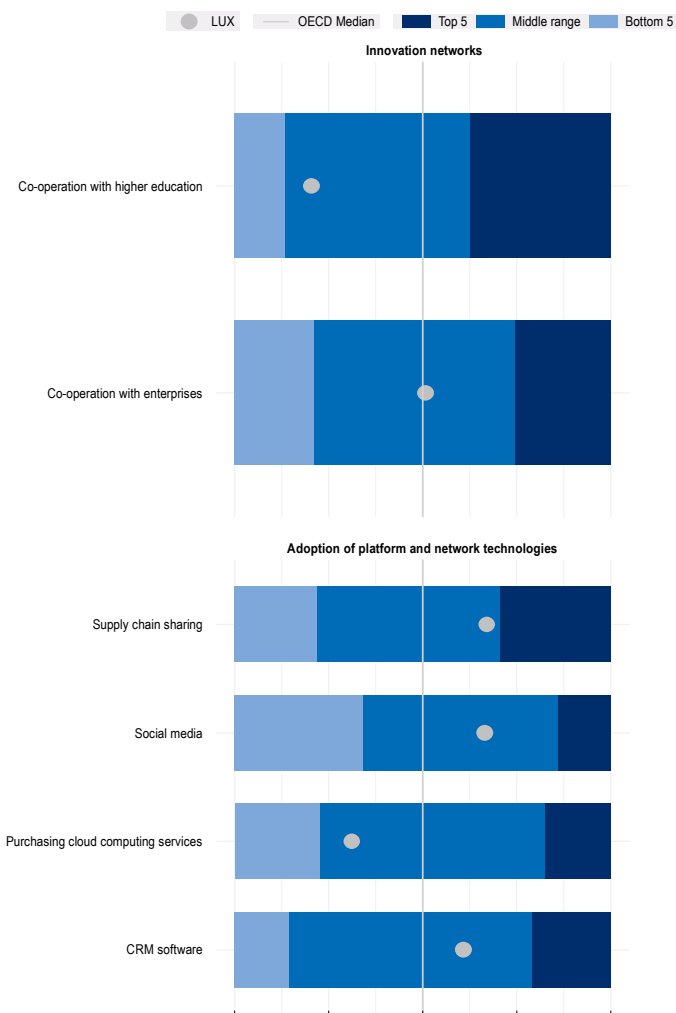 LUX OECD Median Top 5 Middle range Bottom 5
Innovation networks
Co-operation with higher education
Co-operation with enterprises
Adoption of platform and network technologies
Supply chain sharing
Social media
Purchasing cloud computing services
CRM software